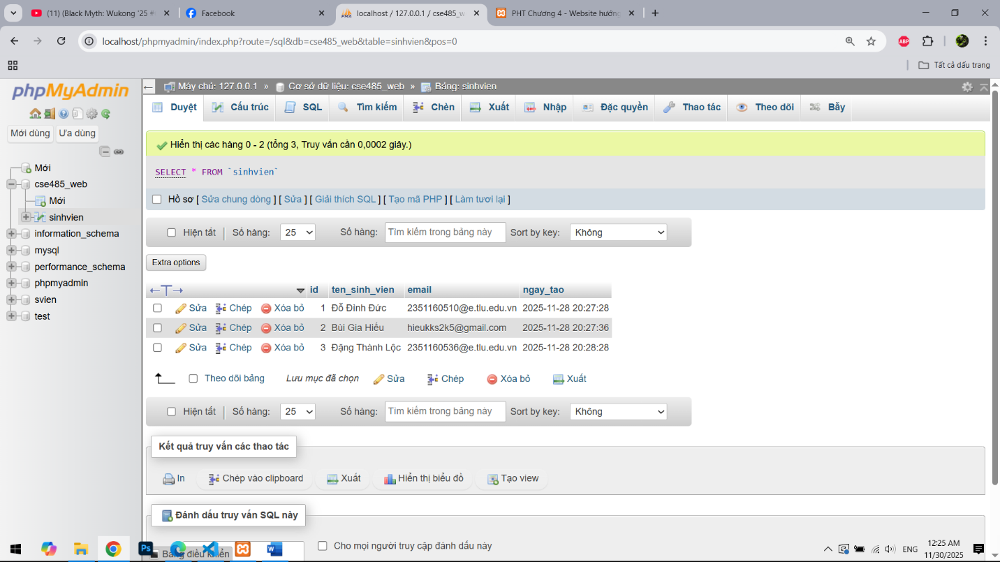 (11) (Black Myth: Wukong '25 #
Facebook
localhost / 127.0.0.1 / cse485_w
PHT Chương 4 - Website hướng
localhost/phpmyadmin/index.php?route=/sql&db=cse485_web&table=sinhvien&pos=0
ABP
Tất cả dấu trang
phpMyAdmin
Mới dùng Ưa dùng
Mới
cse485_web
Mới
sinhvien
information_schema
mysql
performance_schema
phpmyadmin
svien
test
Máy chủ: 127.0.0.1 » Cơ sở dữ liệu: cse485_web » Bảng: sinhvien
Duyệt Cấu trúc SQL Tìm kiếm Chèn Xuất Nhập Đặc quyền Thao tác Theo dõi Bẫy
Hiển thị các hàng 0 - 2 (tổng 3, Truy vấn cần 0,0002 giây.)
SELECT * FROM `sinhvien`
Hồ sơ [ Sửa chung dòng ] [ Sửa ] [ Giải thích SQL ] [ Tạo mã PHP ] [ Làm tươi lại ]
Hiện tất Số hàng: 25 Số hàng: Tìm kiếm trong bảng này Sort by key: Không
Extra options
id ten_sinh_vien email ngay_tao
Sửa Chép Xóa bỏ 1 Đỗ Đình Đức 2351160510@e.tlu.edu.vn 2025-11-28 20:27:28
Sửa Chép Xóa bỏ 2 Bùi Gia Hiếu hieukks2k5@gmail.com 2025-11-28 20:27:36
Sửa Chép Xóa bỏ 3 Đặng Thành Lộc 2351160536@e.tlu.edu.vn 2025-11-28 20:28:28
Theo dõi bảng Lưu mục đã chọn Sửa Chép Xóa bỏ Xuất
Hiện tất Số hàng: 25 Số hàng: Tìm kiếm trong bảng này Sort by key: Không
Kết quả truy vấn các thao tác
In Chép vào clipboard Xuất Hiển thị biểu đồ Tạo view
Đánh dấu truy vấn SQL này
Bảng điều khiển
Cho mọi người truy cập đánh dấu này
Ps
ENG
12:25 AM
11/30/2025